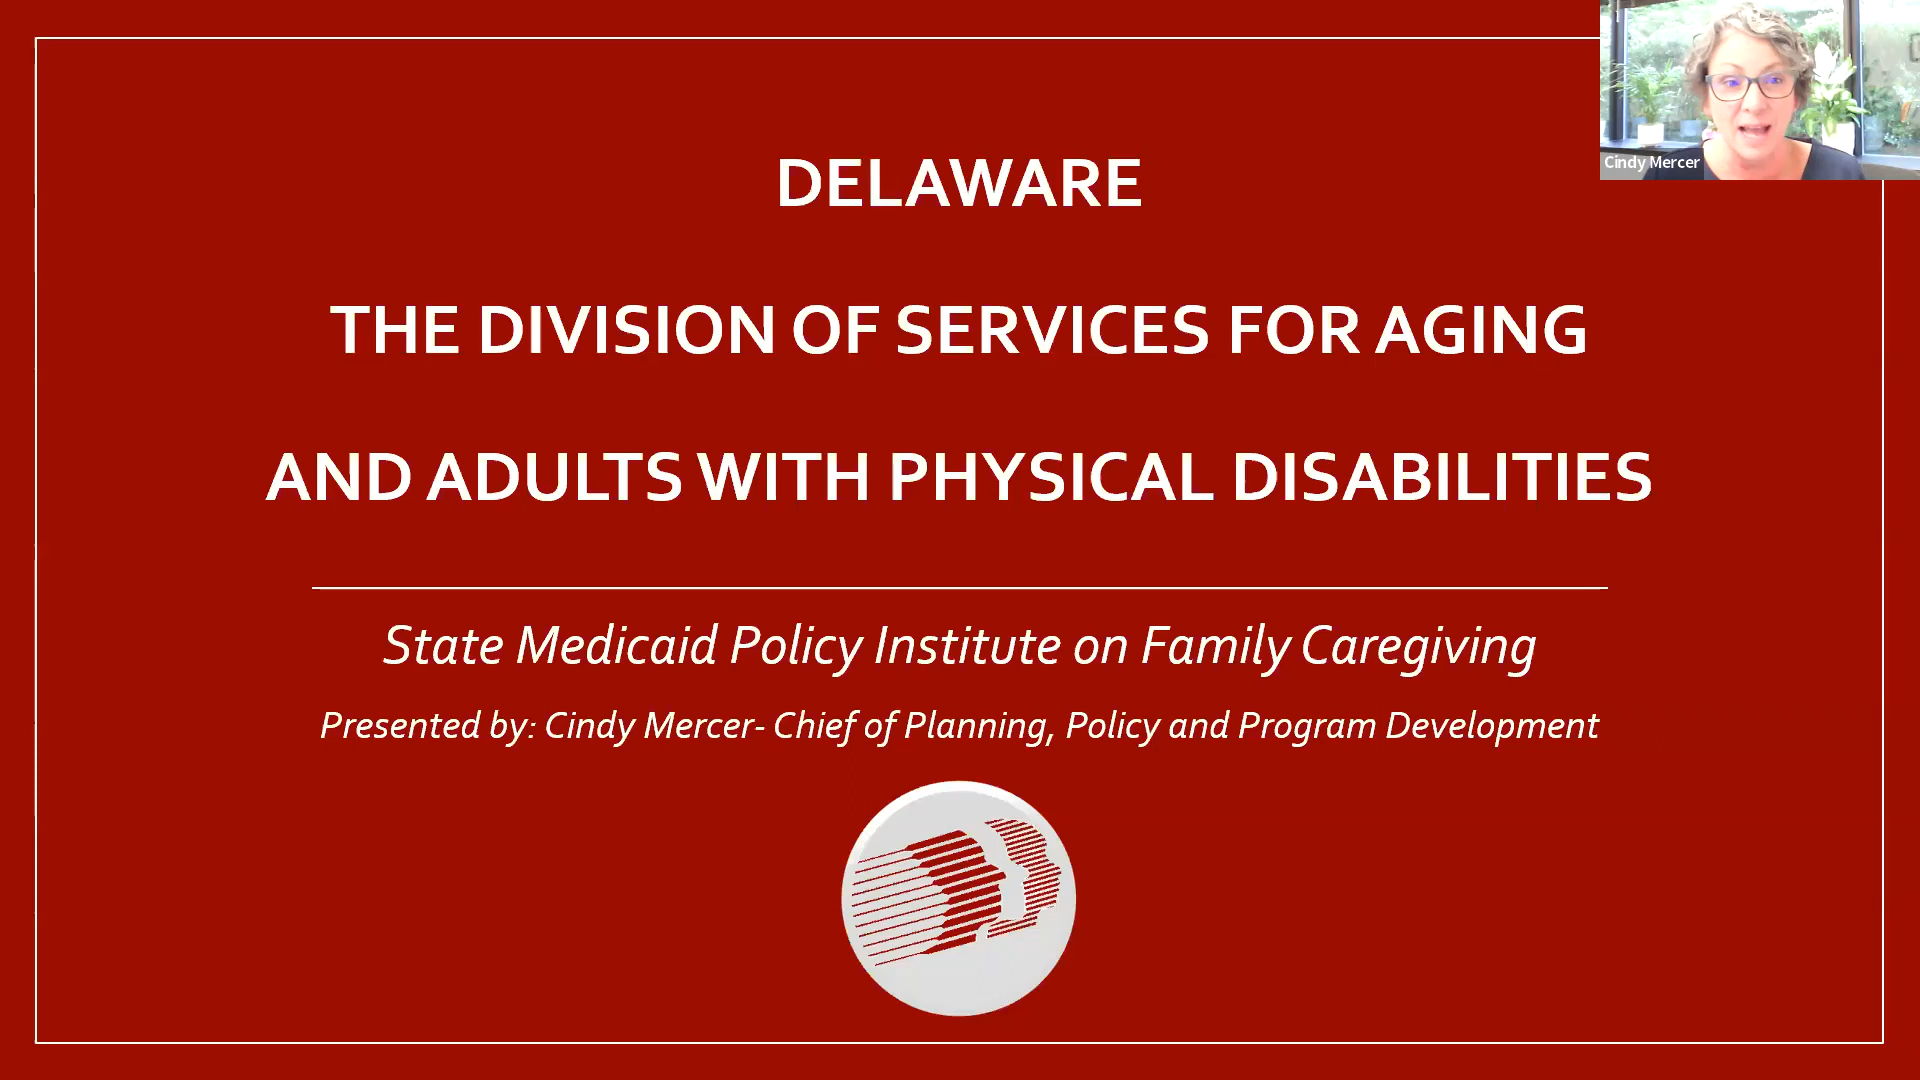 DELAWARE
THE DIVISION OF SERVICES FOR AGING
AND ADULTS WITH PHYSICAL DISABILITIES
State Medicaid Policy Institute on Family Caregiving
Presented by: Cindy Mercer- Chief of Planning, Policy and Program Development
Cindy Mercer